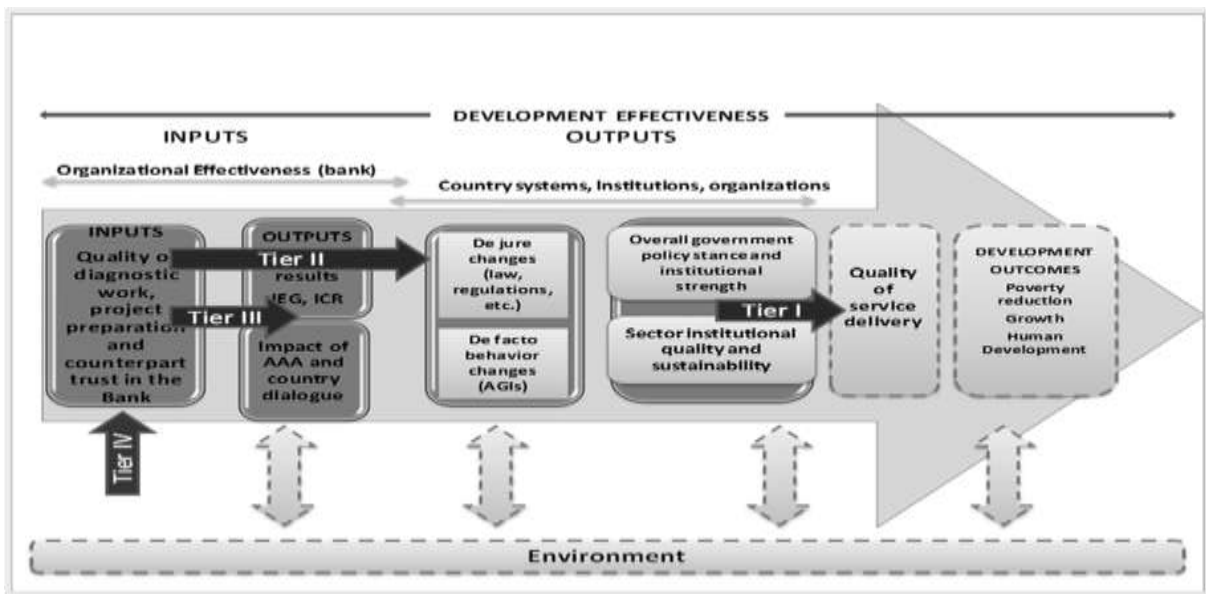 DEVELOPMENT EFFECTIVENESS
INPUTS
OUTPUTS
Organizational Effectiveness (bank)
Country systems, institutions, organizations
INPUTS
Quality o
diagnostic
work,
project
preparation
and
counterpart
trust in the
Bank
Tier II
Tier III
Tier IV
OUTPUTS
results
IEG, ICR
Impact of
AAA and
country
dialogue
De jure
changes
(law,
regulations,
etc.)
De facto
behavior
changes
(AGIs)
Overall government
policy stance and
institutional
strength
Tier I
Sector institutional
quality and
sustainability
Quality
of
service
delivery
DEVELOPMENT
OUTCOMES
Poverty
reduction
Growth
Human
Development
Environment